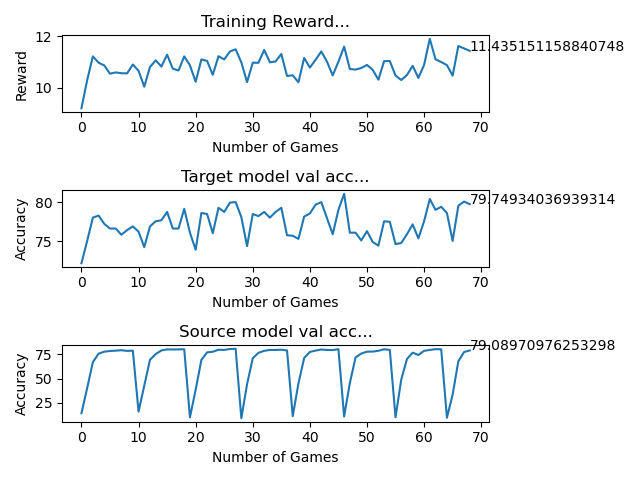 Training Reward...
12
10
Reward
11.435151158840748
0 10 20 30 40 50 60 70
Number of Games
Target model val acc...
80
75
Accuracy
79.74934036939314
0 10 20 30 40 50 60 70
Number of Games
Source model val acc...
75
50
25
Accuracy
79.08970976253298
0 10 20 30 40 50 60 70
Number of Games